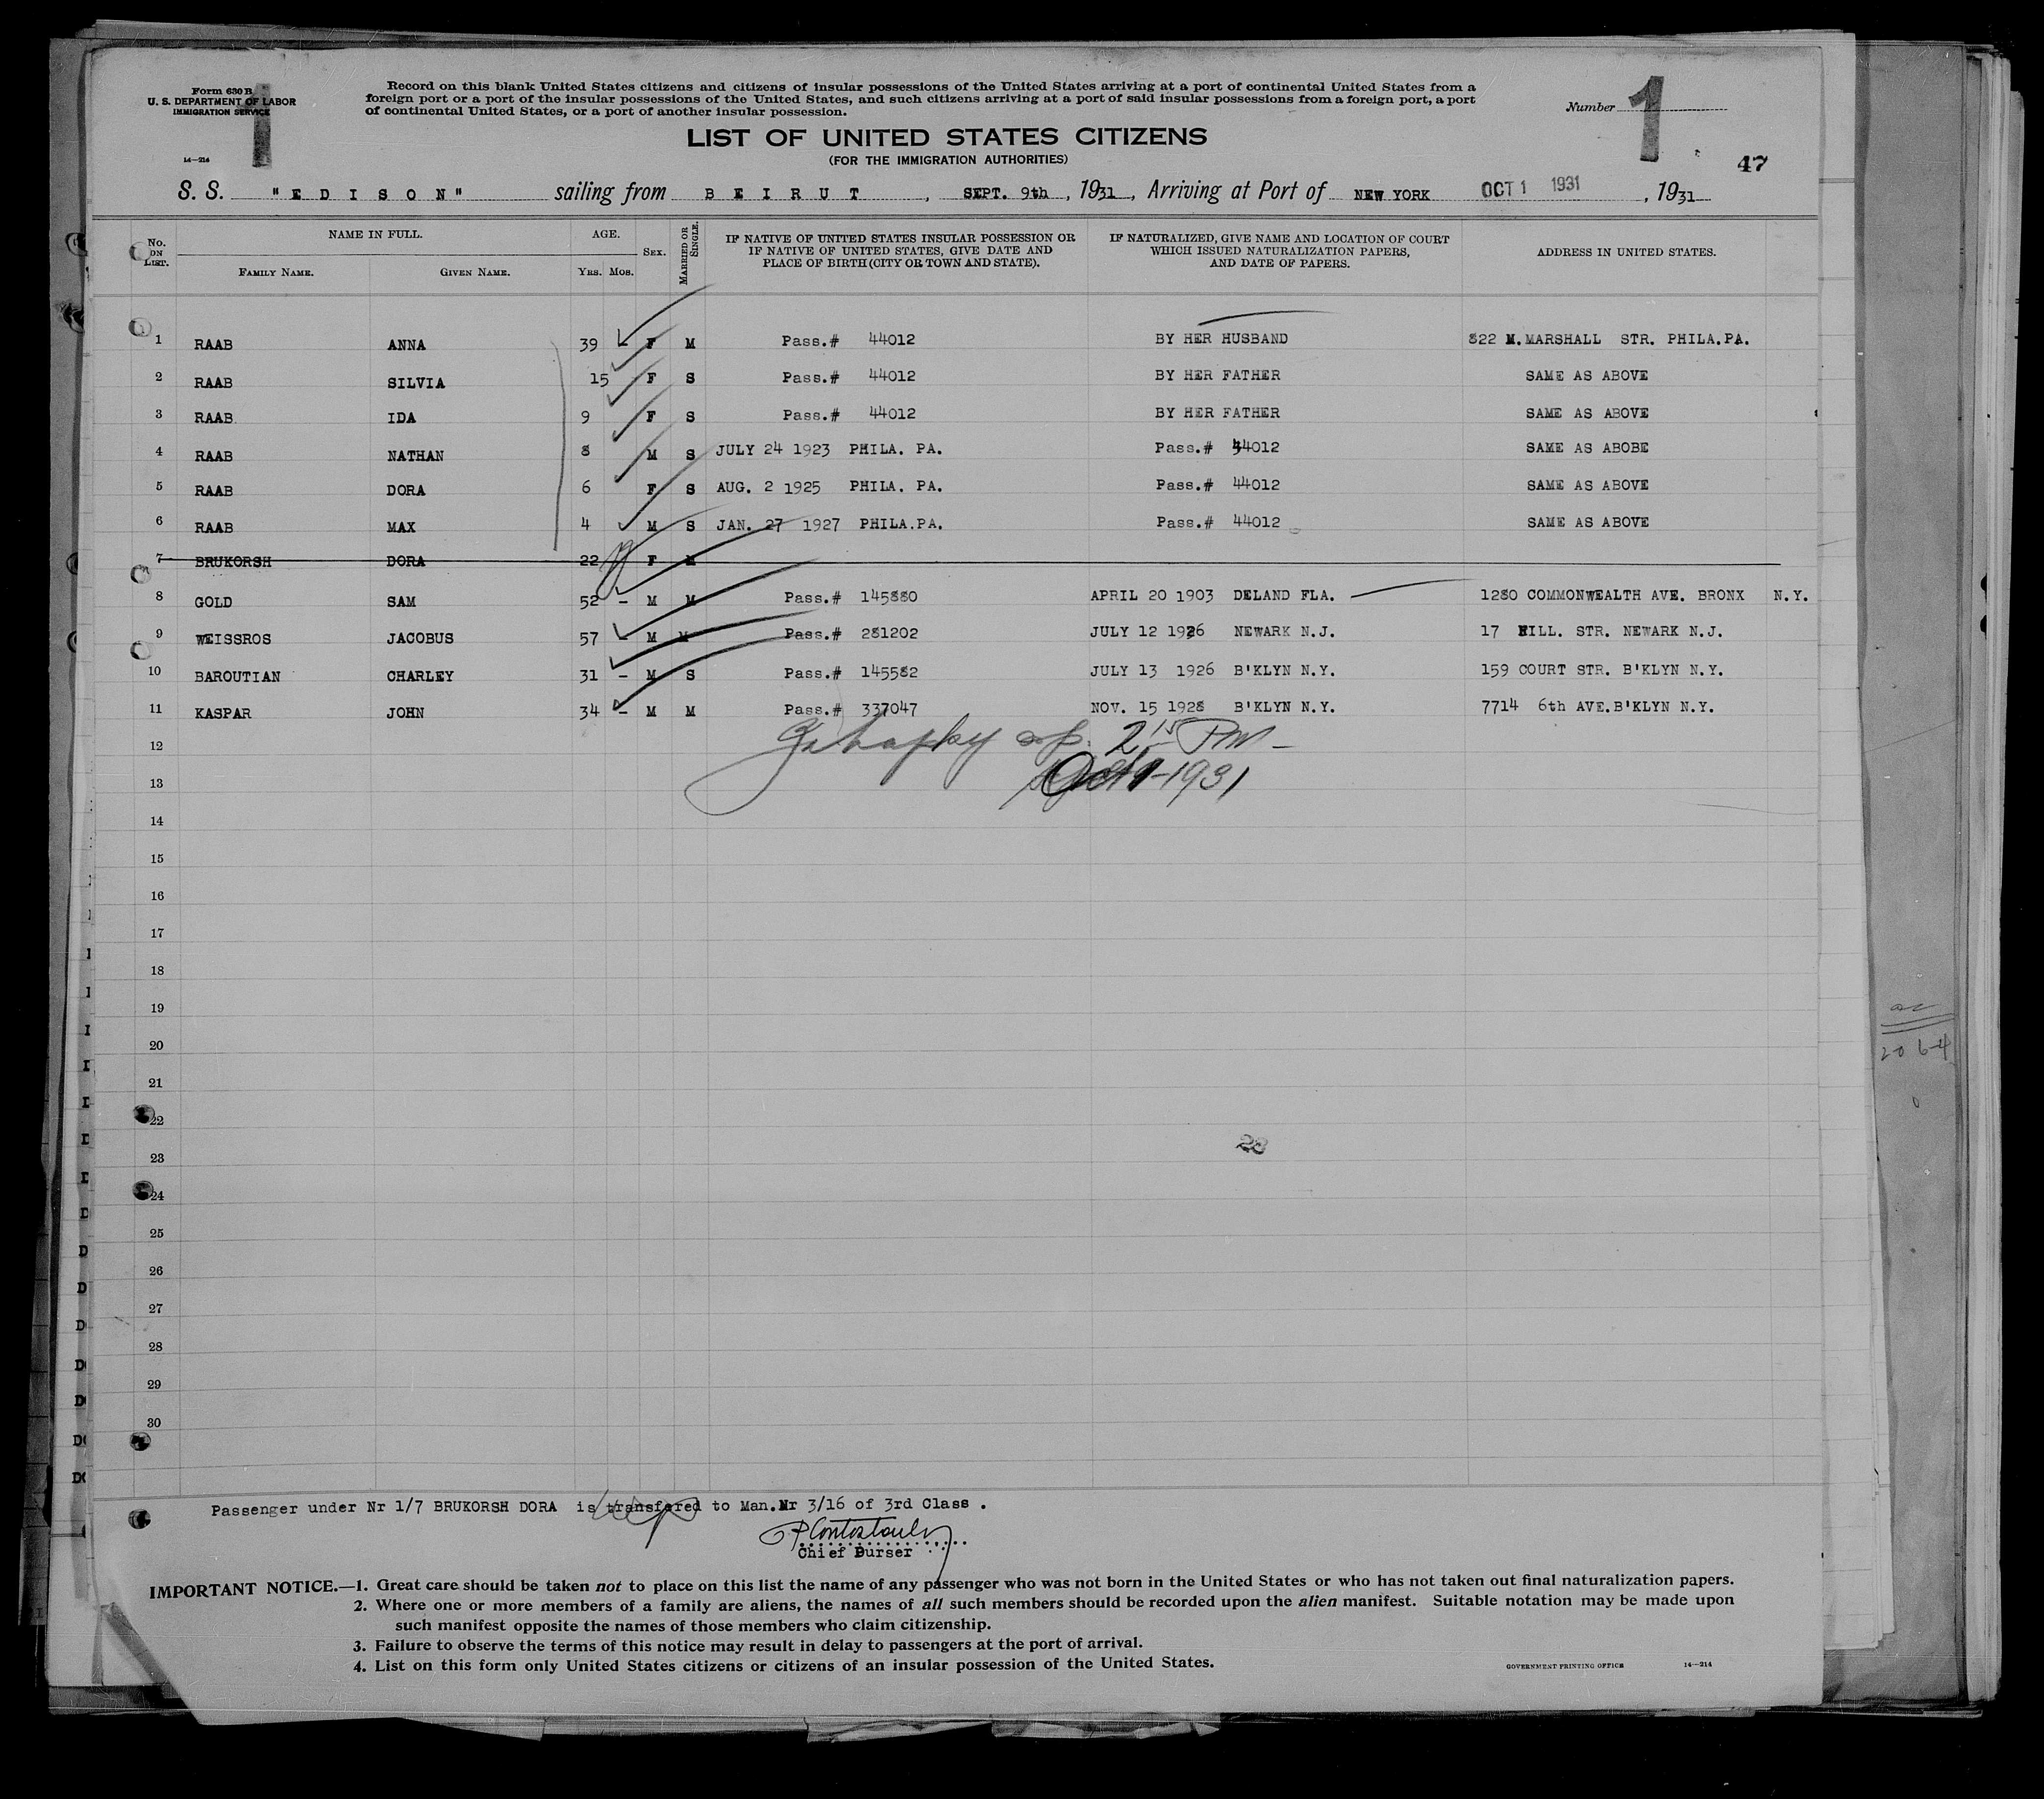 Form 630 B
U. S. DEPARTMENT OF LABOR
IMMIGRATION SERVICE
14—214
Record on this blank United States citizens and citizens of insular possessions of the United States arriving at a port of continental United States from a
foreign port or a port of the insular possessions of the United States, and such citizens arriving at a port of said insular possessions from a foreign port, a port
of continental United States, or a port of another insular possession.
Number 1
1
LIST OF UNITED STATES CITIZENS
(FOR THE IMMIGRATION AUTHORITIES)
47
S. S. "EDISON" sailing from BEIRUT, SEPT. 9th, 1931, Arriving at Port of NEW YORK OCT 1 1931, 1931
No. on List. NAME IN FULL. AGE. Sex. Married or Single. IF NATIVE OF UNITED STATES INSULAR POSSESSION OR IF NATIVE OF UNITED STATES, GIVE DATE AND PLACE OF BIRTH (CITY OR TOWN AND STATE). IF NATURALIZED, GIVE NAME AND LOCATION OF COURT WHICH ISSUED NATURALIZATION PAPERS, AND DATE OF PAPERS. ADDRESS IN UNITED STATES.
Family Name. Given Name. Yrs. Mos.
1 RAAB ANNA 39 - F M Pass.# 44012 BY HER HUSBAND 822 M.MARSHALL STR. PHILA.PA.
2 RAAB SILVIA 15 F S Pass.# 44012 BY HER FATHER SAME AS ABOVE
3 RAAB IDA 9 F S Pass.# 44012 BY HER FATHER SAME AS ABOVE
4 RAAB NATHAN 8 M S JULY 24 1923 PHILA. PA. Pass.# 44012 SAME AS ABOBE
5 RAAB DORA 6 F S AUG. 2 1925 PHILA. PA. Pass.# 44012 SAME AS ABOVE
6 RAAB MAX 4 M S JAN. 27 1927 PHILA.PA. Pass.# 44012 SAME AS ABOVE
7 BRUKORSH DORA 22 F M
8 GOLD SAM 52 - M M Pass.# 145880 APRIL 20 1903 DELAND FLA. 1280 COMMONWEALTH AVE. BRONX N.Y.
9 WEISSROS JACOBUS 57 - M M Pass.# 281202 JULY 12 1926 NEWARK N.J. 17 HILL. STR. NEWARK N.J.
10 BAROUTIAN CHARLEY 31 - M S Pass.# 145582 JULY 13 1926 B'KLYN N.Y. 159 COURT STR. B'KLYN N.Y.
11 KASPAR JOHN 34 - M M Pass.# 337047 NOV. 15 1928 B'KLYN N.Y. 7714 6th AVE.B'KLYN N.Y.
12
2 15 PM
13
Oct 1-1931
14
15
16
17
18
19
20
21
22
23
28
24
25
26
27
28
29
30
2064
Passenger under Nr 1/7 BRUKORSH DORA is transfered to Man.Nr 3/16 of 3rd Class .
Chief Purser
IMPORTANT NOTICE.—1. Great care should be taken not to place on this list the name of any passenger who was not born in the United States or who has not taken out final naturalization papers.
2. Where one or more members of a family are aliens, the names of all such members should be recorded upon the alien manifest. Suitable notation may be made upon
such manifest opposite the names of those members who claim citizenship.
3. Failure to observe the terms of this notice may result in delay to passengers at the port of arrival.
4. List on this form only United States citizens or citizens of an insular possession of the United States.
GOVERNMENT PRINTING OFFICE 14—214